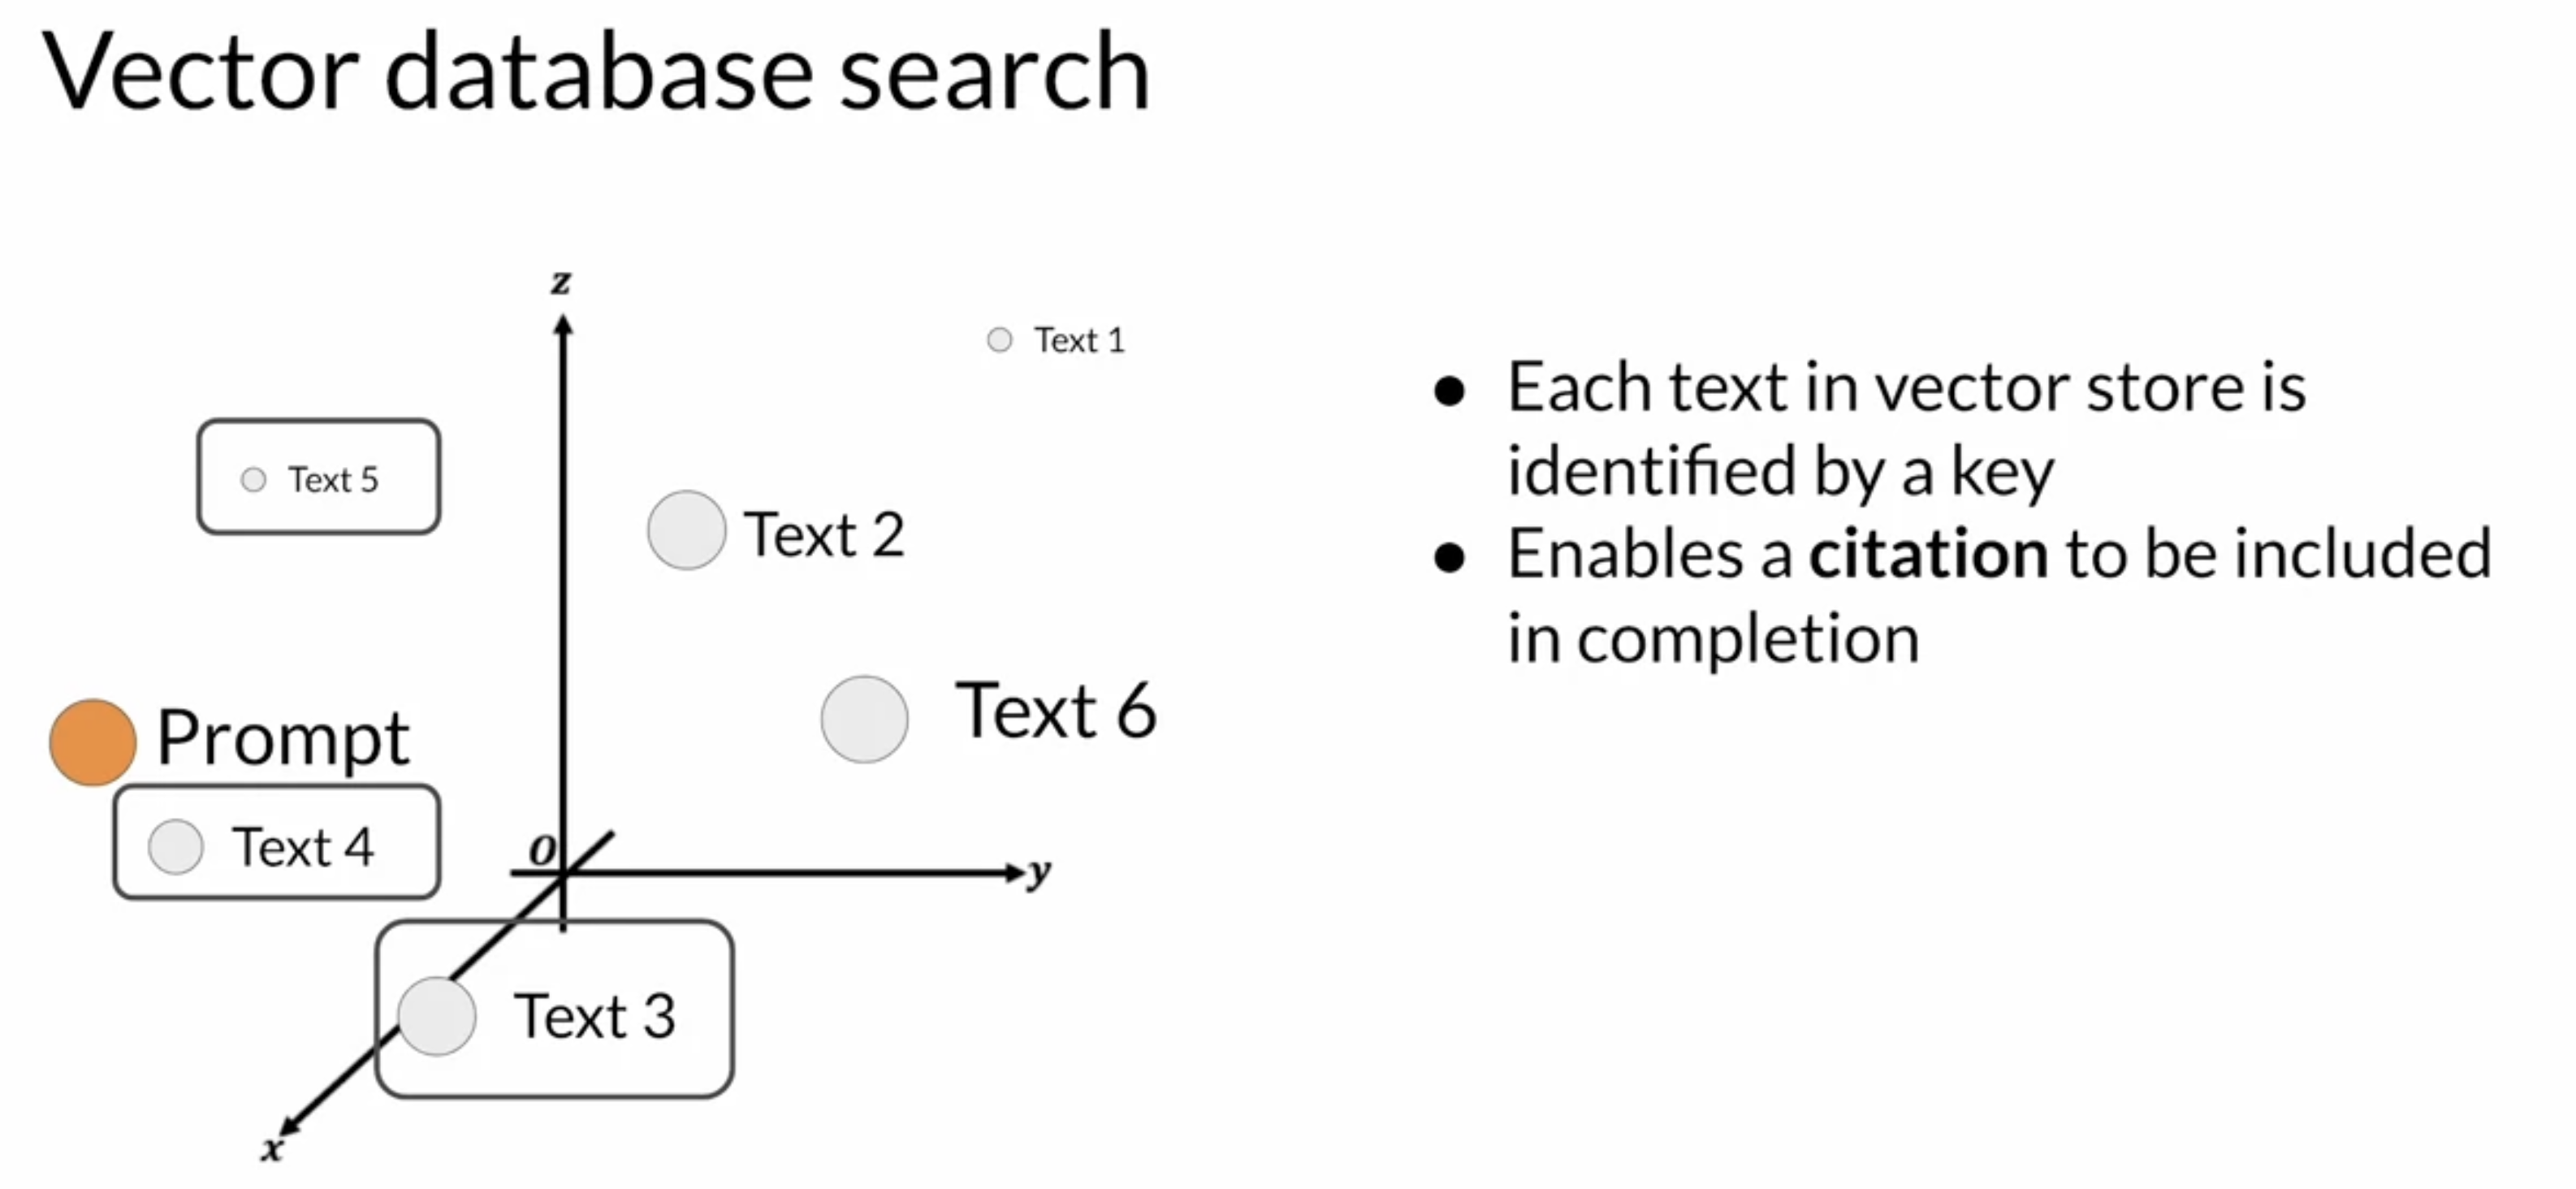 Vector database search
z
Text 1
Text 5
Text 2
Prompt
Text 6
Text 4
O
y
Text 3
x
● Each text in vector store is
identified by a key
● Enables a citation to be included
in completion